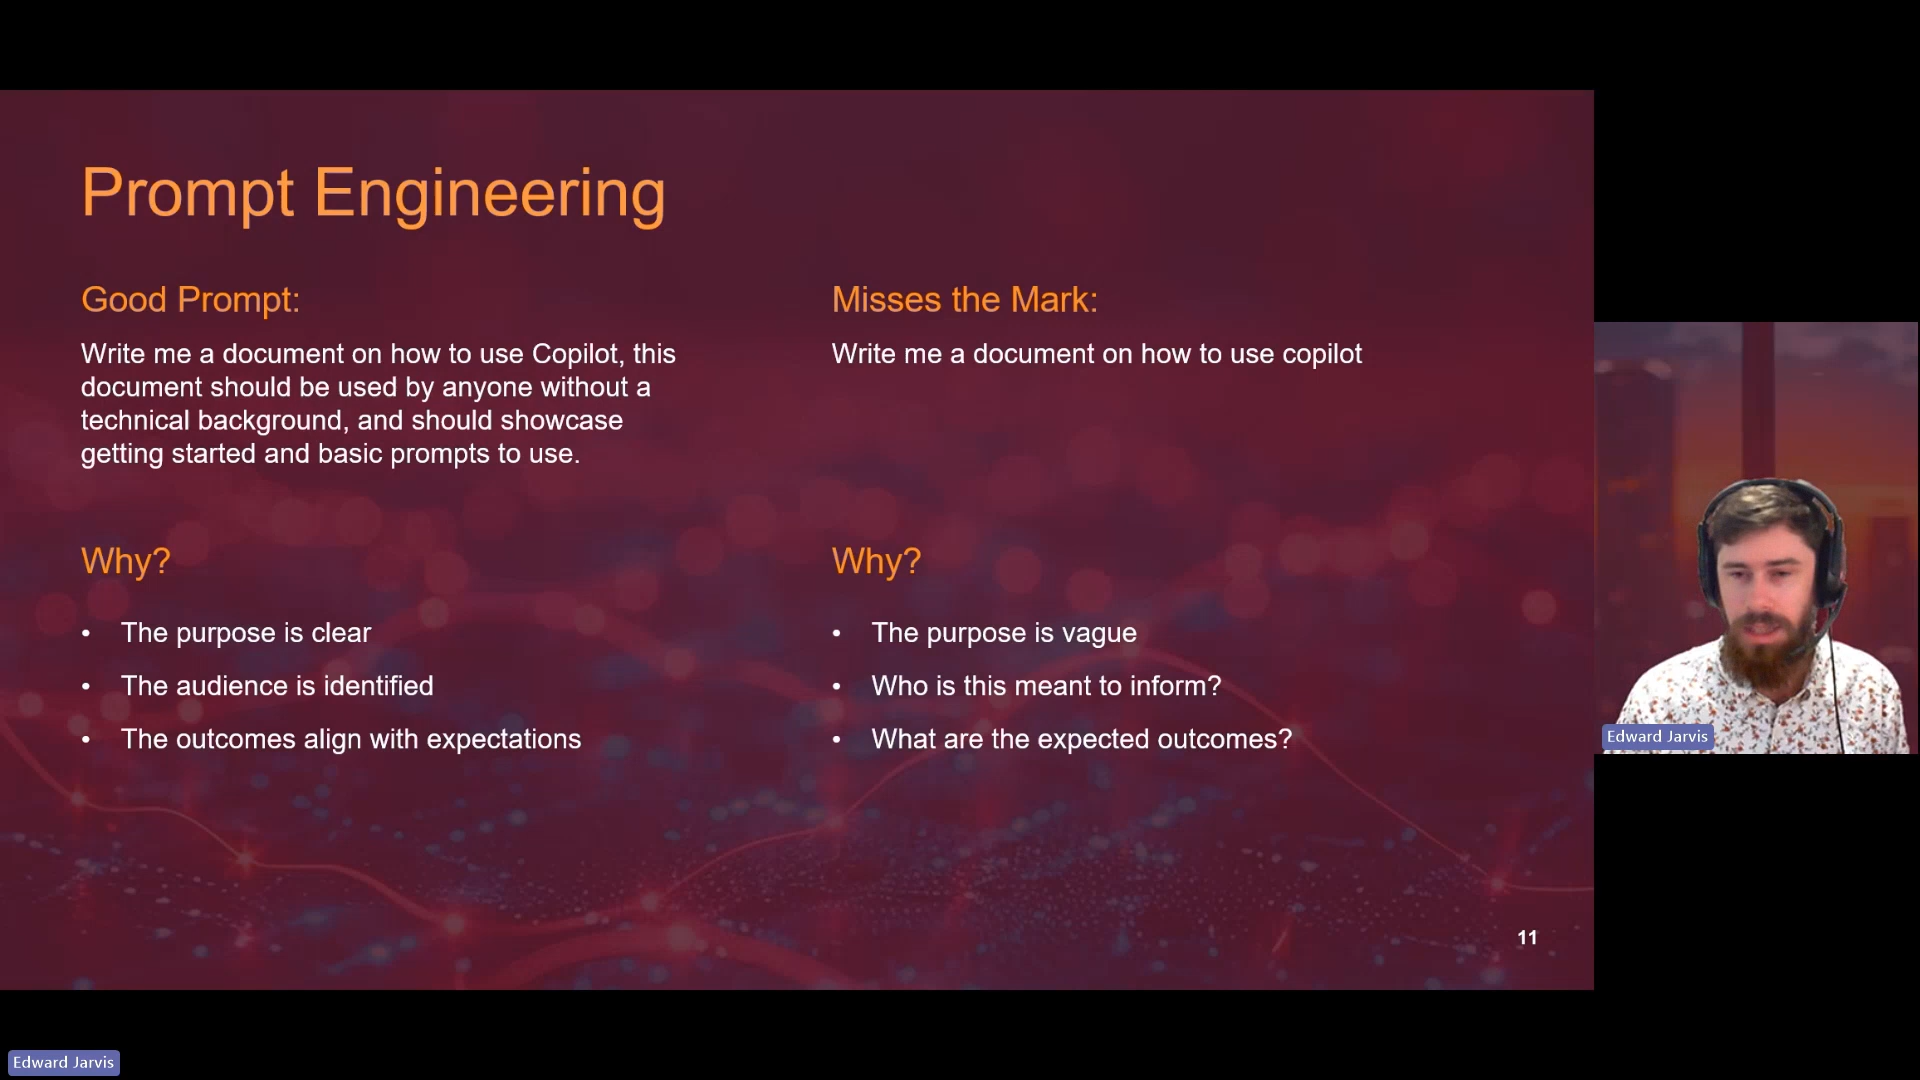 Prompt Engineering
Good Prompt:
Write me a document on how to use Copilot, this
document should be used by anyone without a
technical background, and should showcase
getting started and basic prompts to use.
Why?
• The purpose is clear
• The audience is identified
• The outcomes align with expectations
Misses the Mark:
Write me a document on how to use copilot
Why?
• The purpose is vague
• Who is this meant to inform?
• What are the expected outcomes?
11
Edward Jarvis
Edward Jarvis